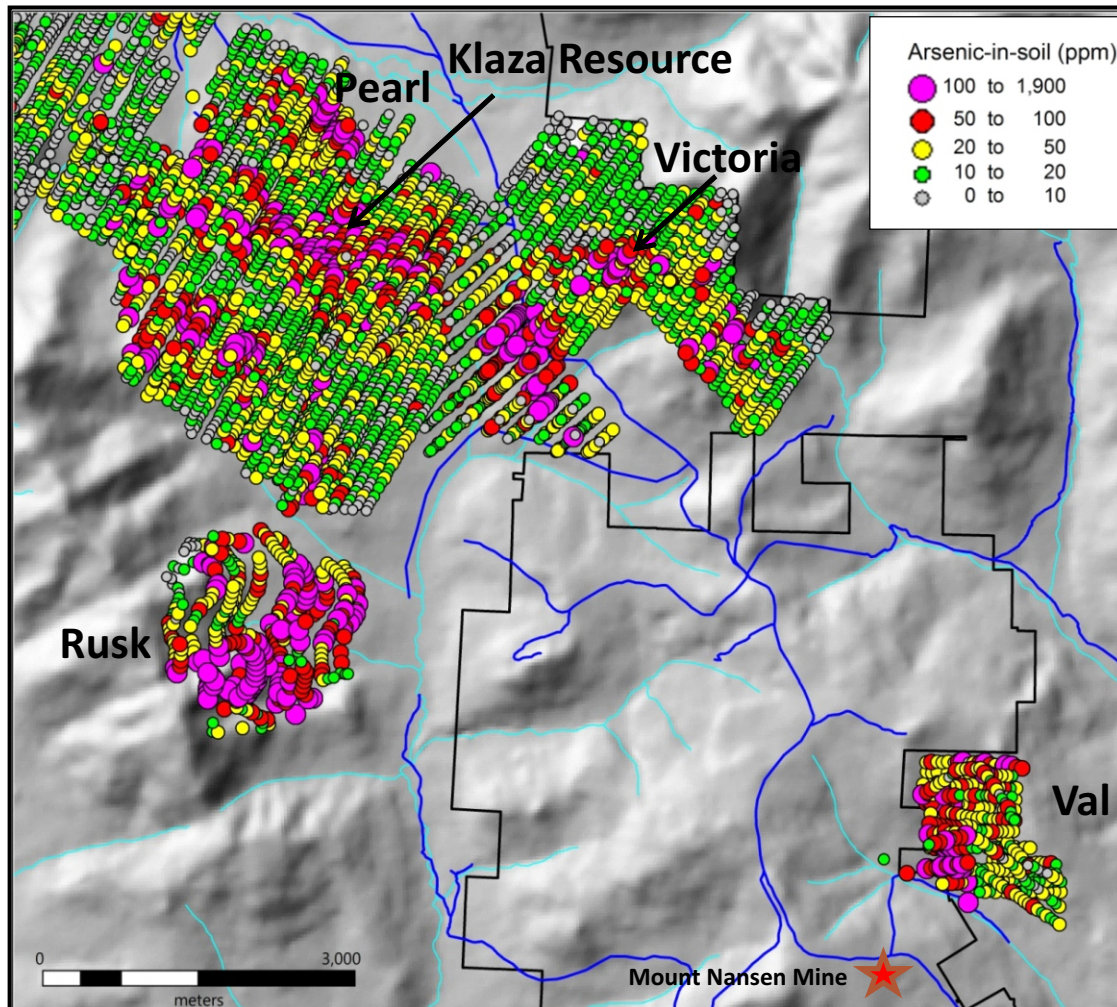 Klaza Resource
Pearl
Victoria
Arsenic-in-soil (ppm)
100 to 1,900
50 to 100
20 to 50
10 to 20
0 to 10
Rusk
Val
0 3,000
meters
Mount Nansen Mine